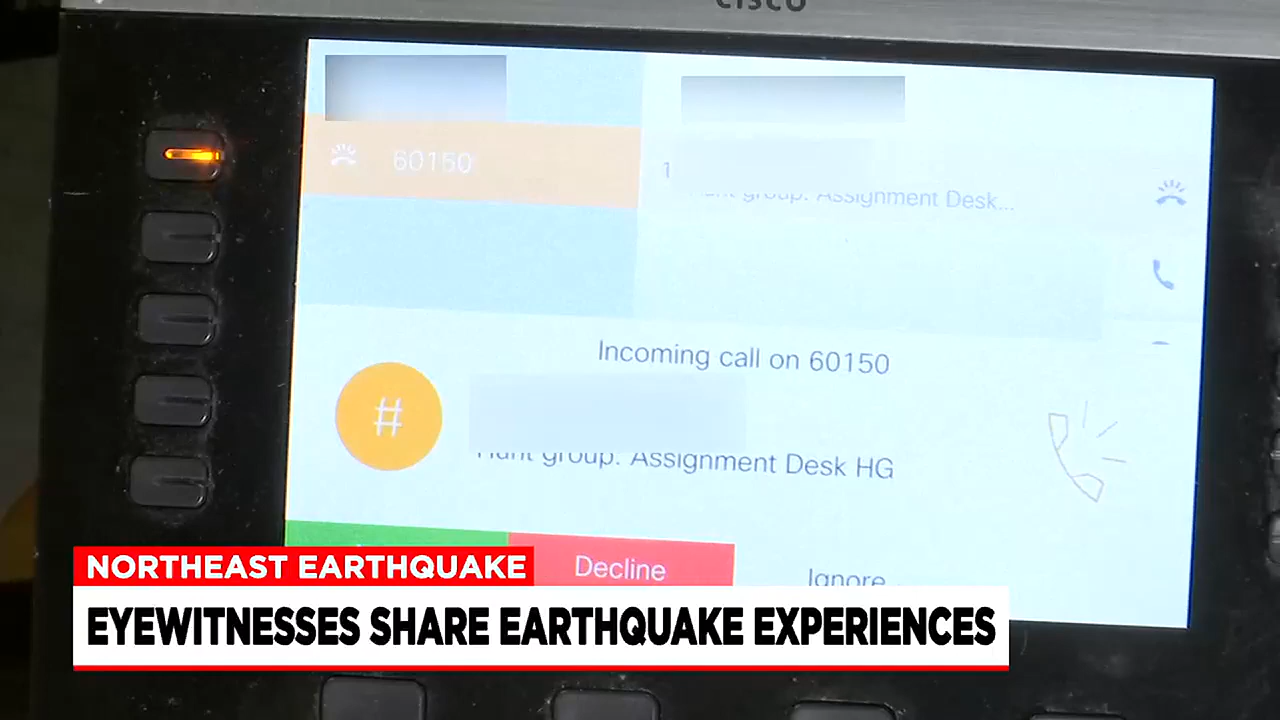 CISCO
60150
1
group: Assignment Desk...
Incoming call on 60150
#
Hunt group: Assignment Desk HG
Decline
Ignore
NORTHEAST EARTHQUAKE
EYEWITNESSES SHARE EARTHQUAKE EXPERIENCES